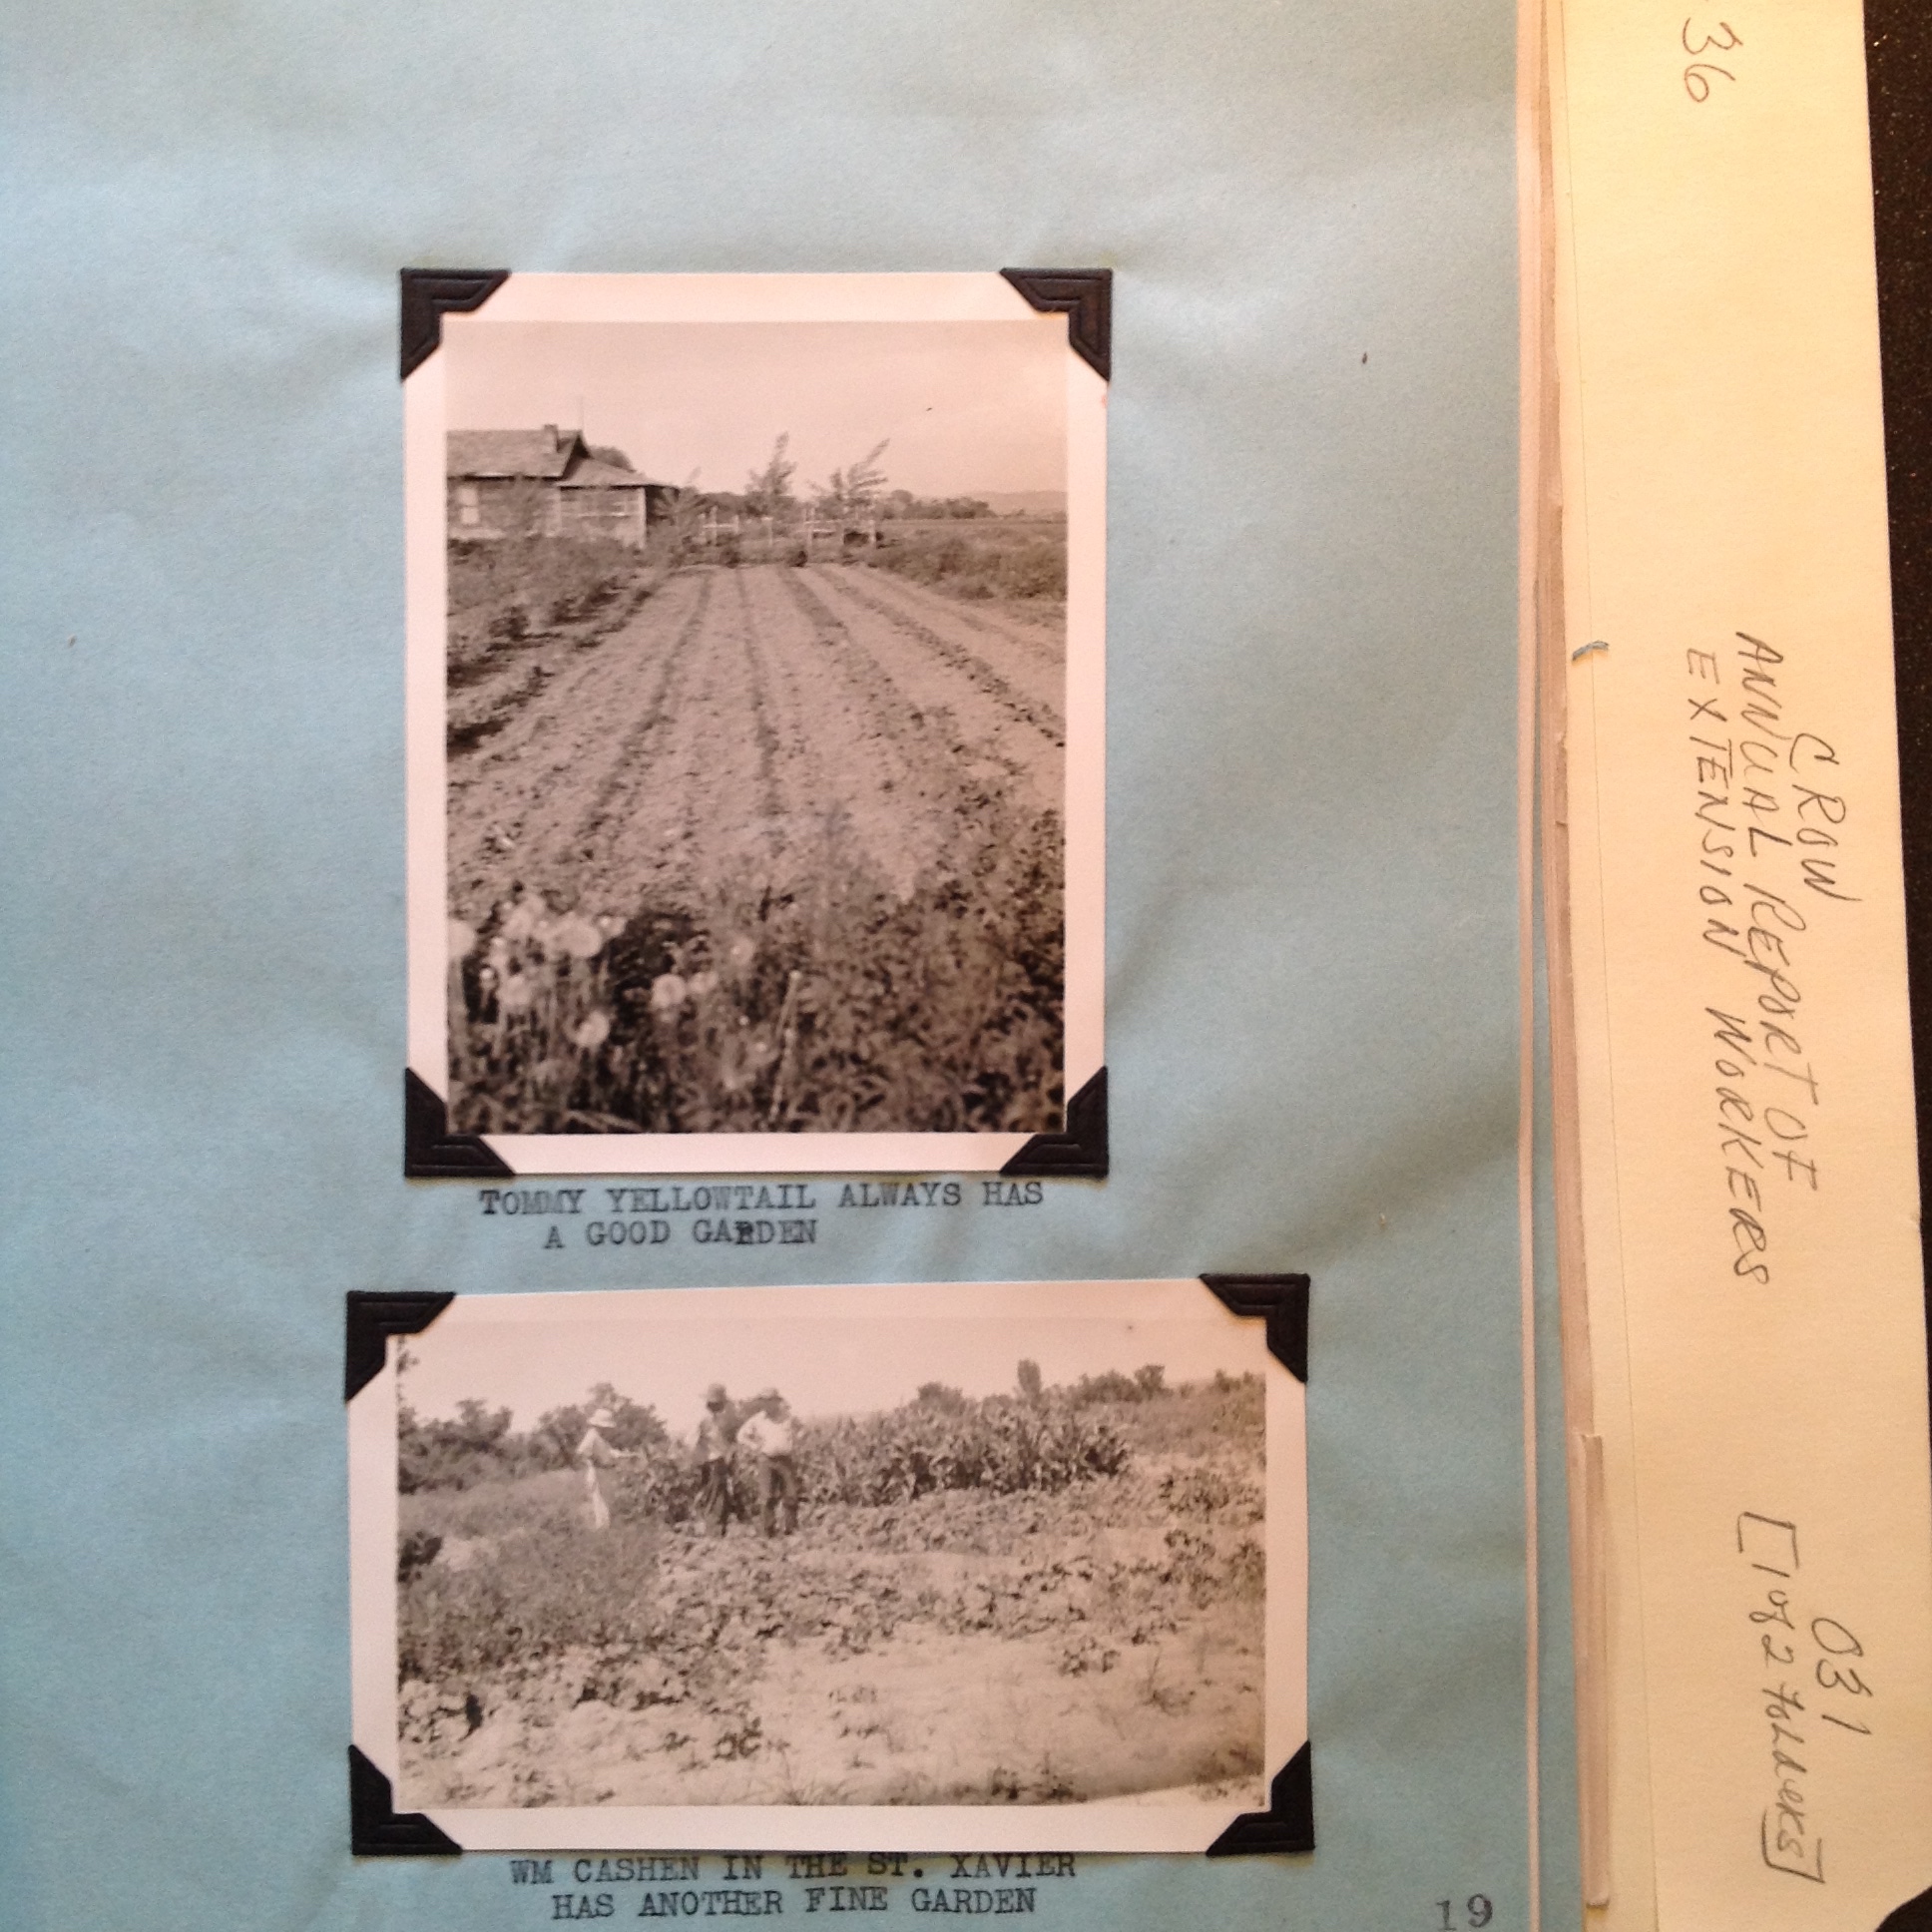 TOMMY YELLOWTAIL ALWAYS HAS
A GOOD GARDEN
WM CASHEN IN THE ST. XAVIER
HAS ANOTHER FINE GARDEN
19
36
CROW
ANNUAL REPORT OF
EXTENSION WORKERS
031
[1 of 2 folders]